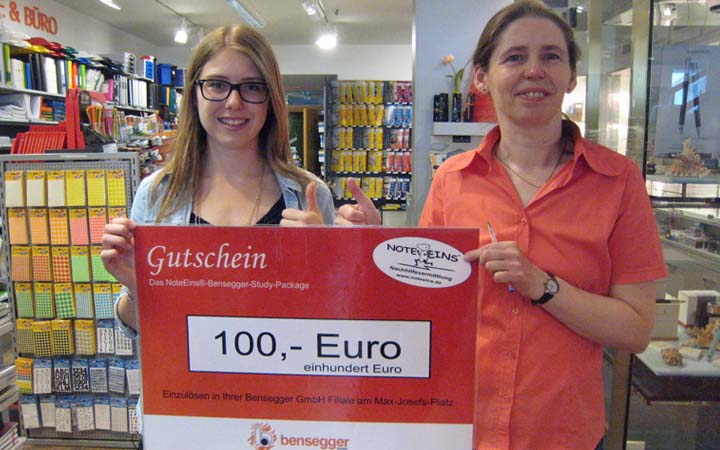 E & BÜRO
Gutschein
Das NoteEins®-Bensegger-Study-Package
NOTE EINS®
Nachhilfevermittlung
www.noteeins.de
100,- Euro
einhundert Euro
Einzulösen in Ihrer Bensegger GmbH Filiale am Max-Josefs-Platz
bensegger